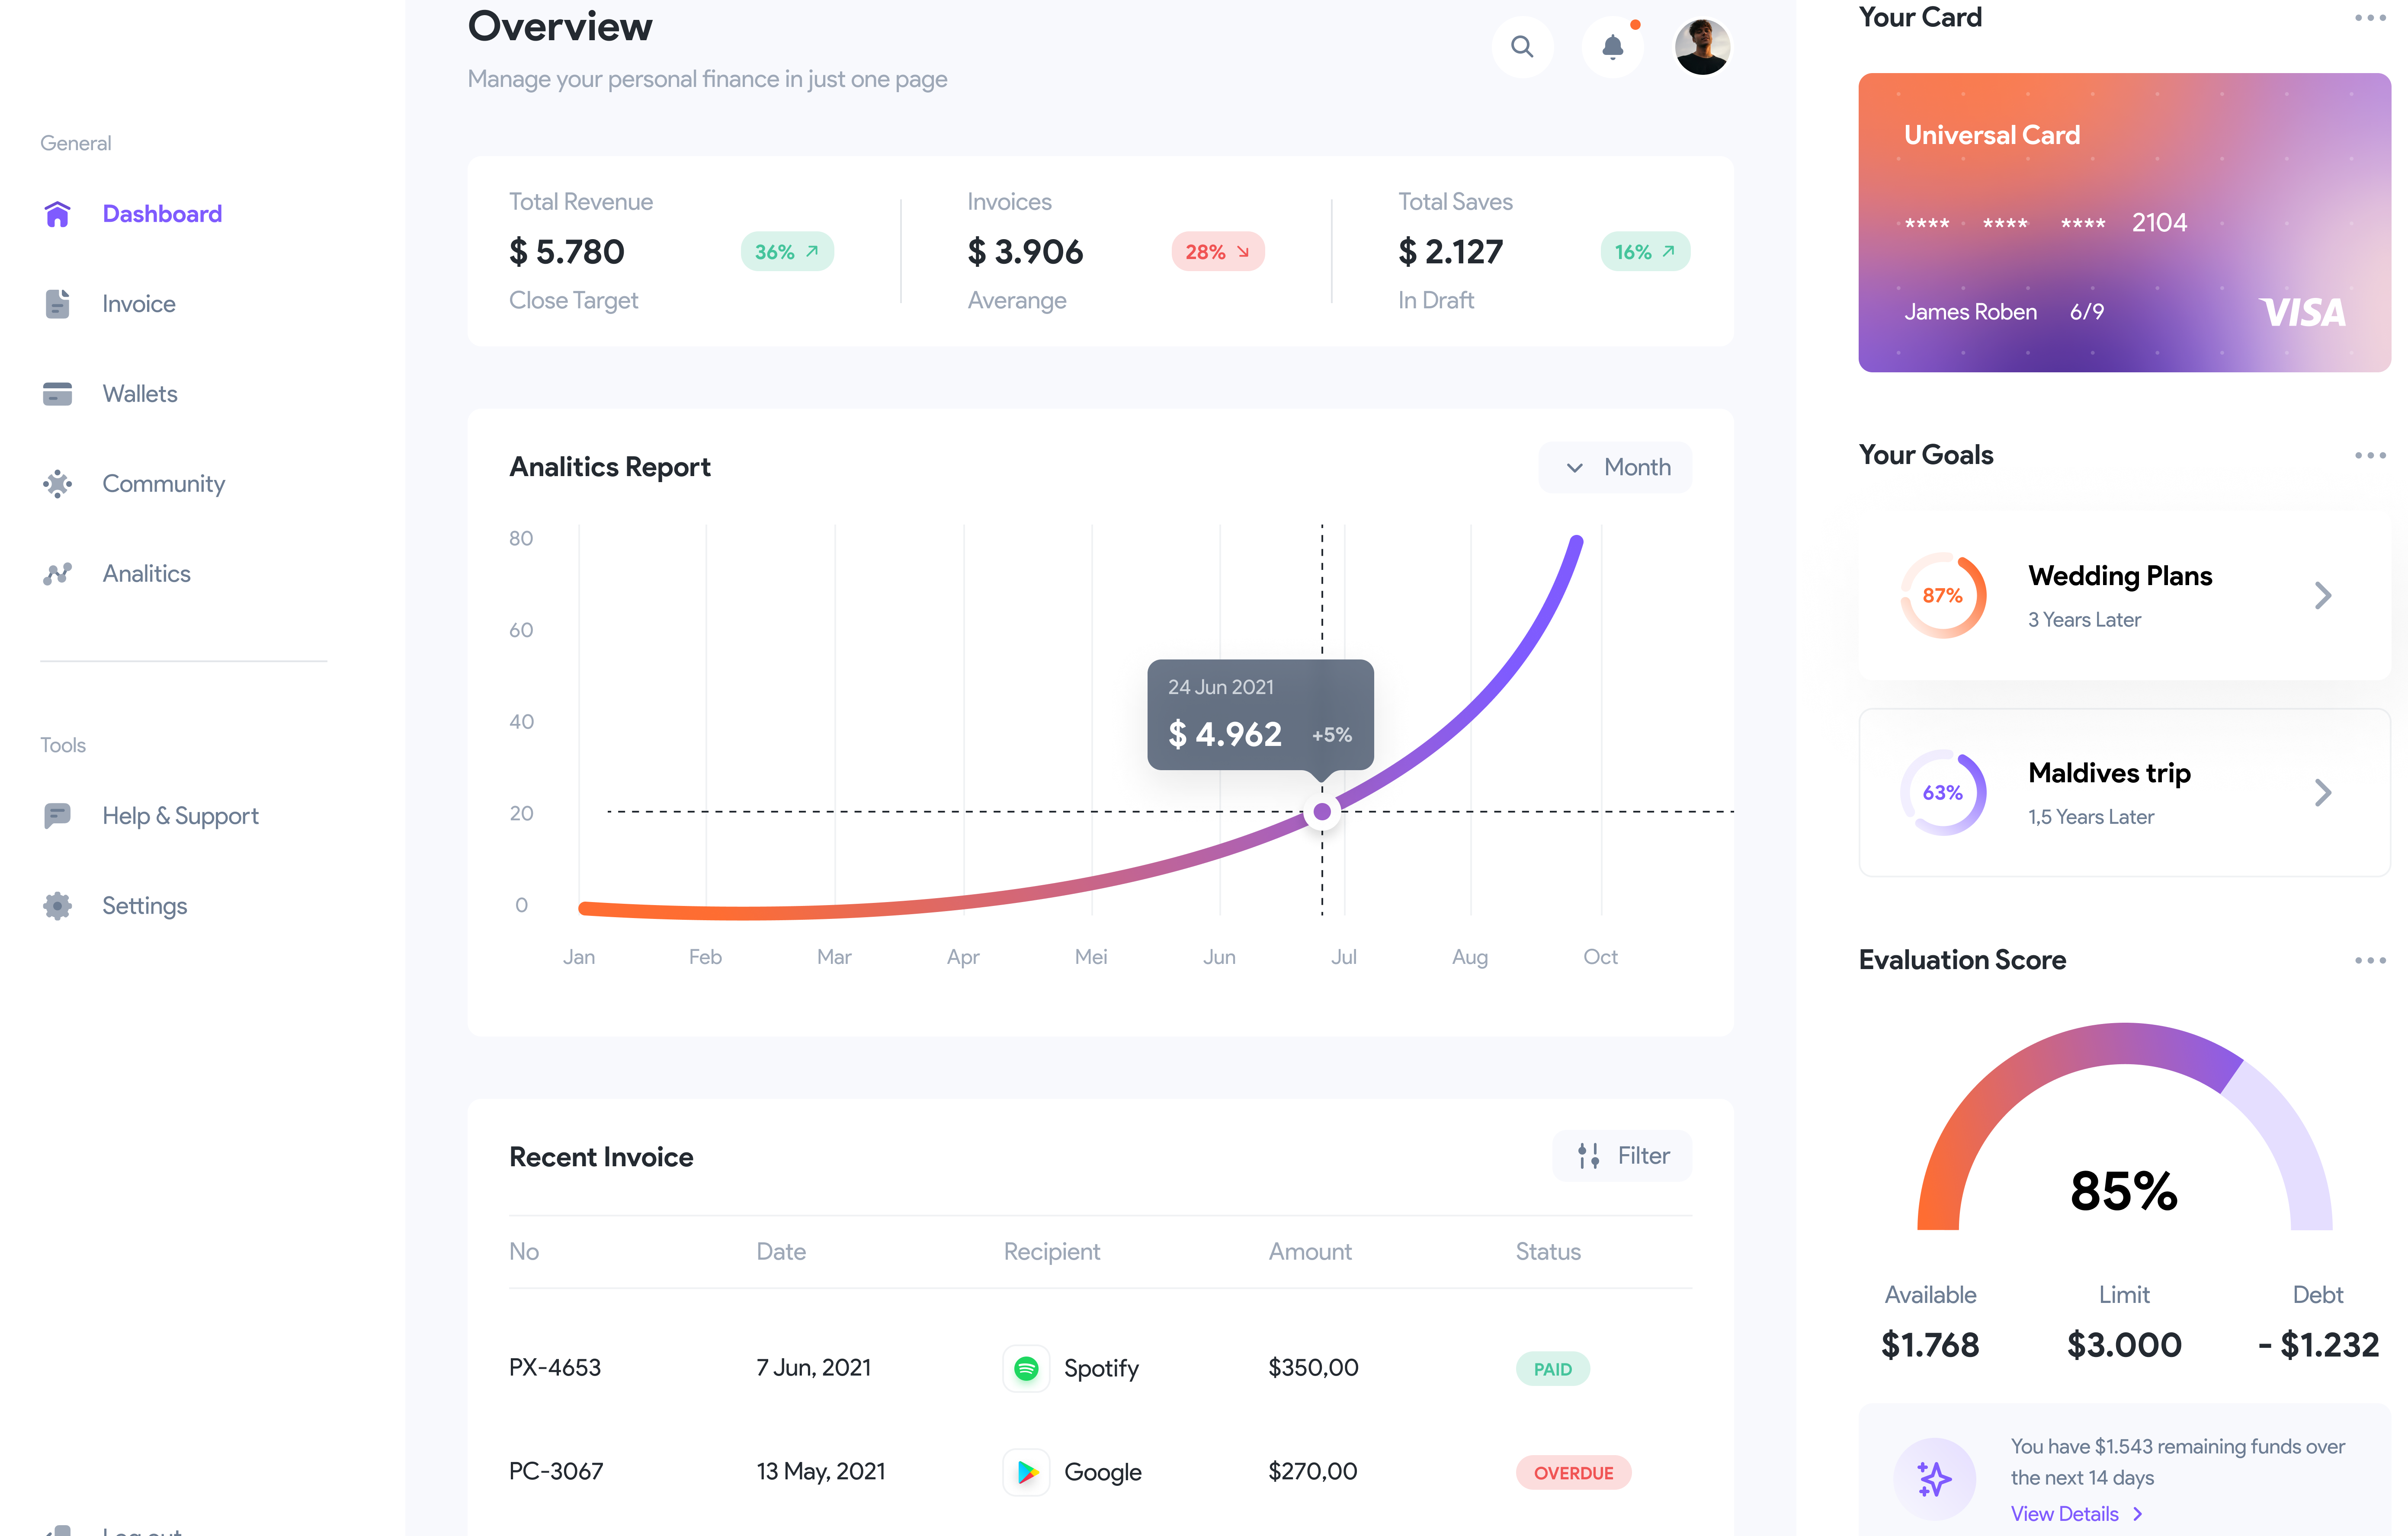 General
Dashboard
Invoice
Wallets
Community
Analitics
Tools
Help & Support
Settings
Log out
Overview
Manage your personal finance in just one page
Total Revenue
$ 5.780
36%
Close Target
Invoices
$ 3.906
28%
Averange
Total Saves
$ 2.127
16%
In Draft
Analitics Report
Month
80
60
40
20
0
24 Jun 2021
$ 4.962 +5%
Jan Feb Mar Apr Mei Jun Jul Aug Oct
Recent Invoice
Filter
No Date Recipient Amount Status
PX-4653 7 Jun, 2021 Spotify $350,00 PAID
PC-3067 13 May, 2021 Google $270,00 OVERDUE
Your Card
Universal Card
**** **** **** 2104
James Roben 6/9
VISA
Your Goals
87%
Wedding Plans
3 Years Later
63%
Maldives trip
1,5 Years Later
Evaluation Score
85%
Available Limit Debt
$1.768 $3.000 - $1.232
You have $1.543 remaining funds over
the next 14 days
View Details